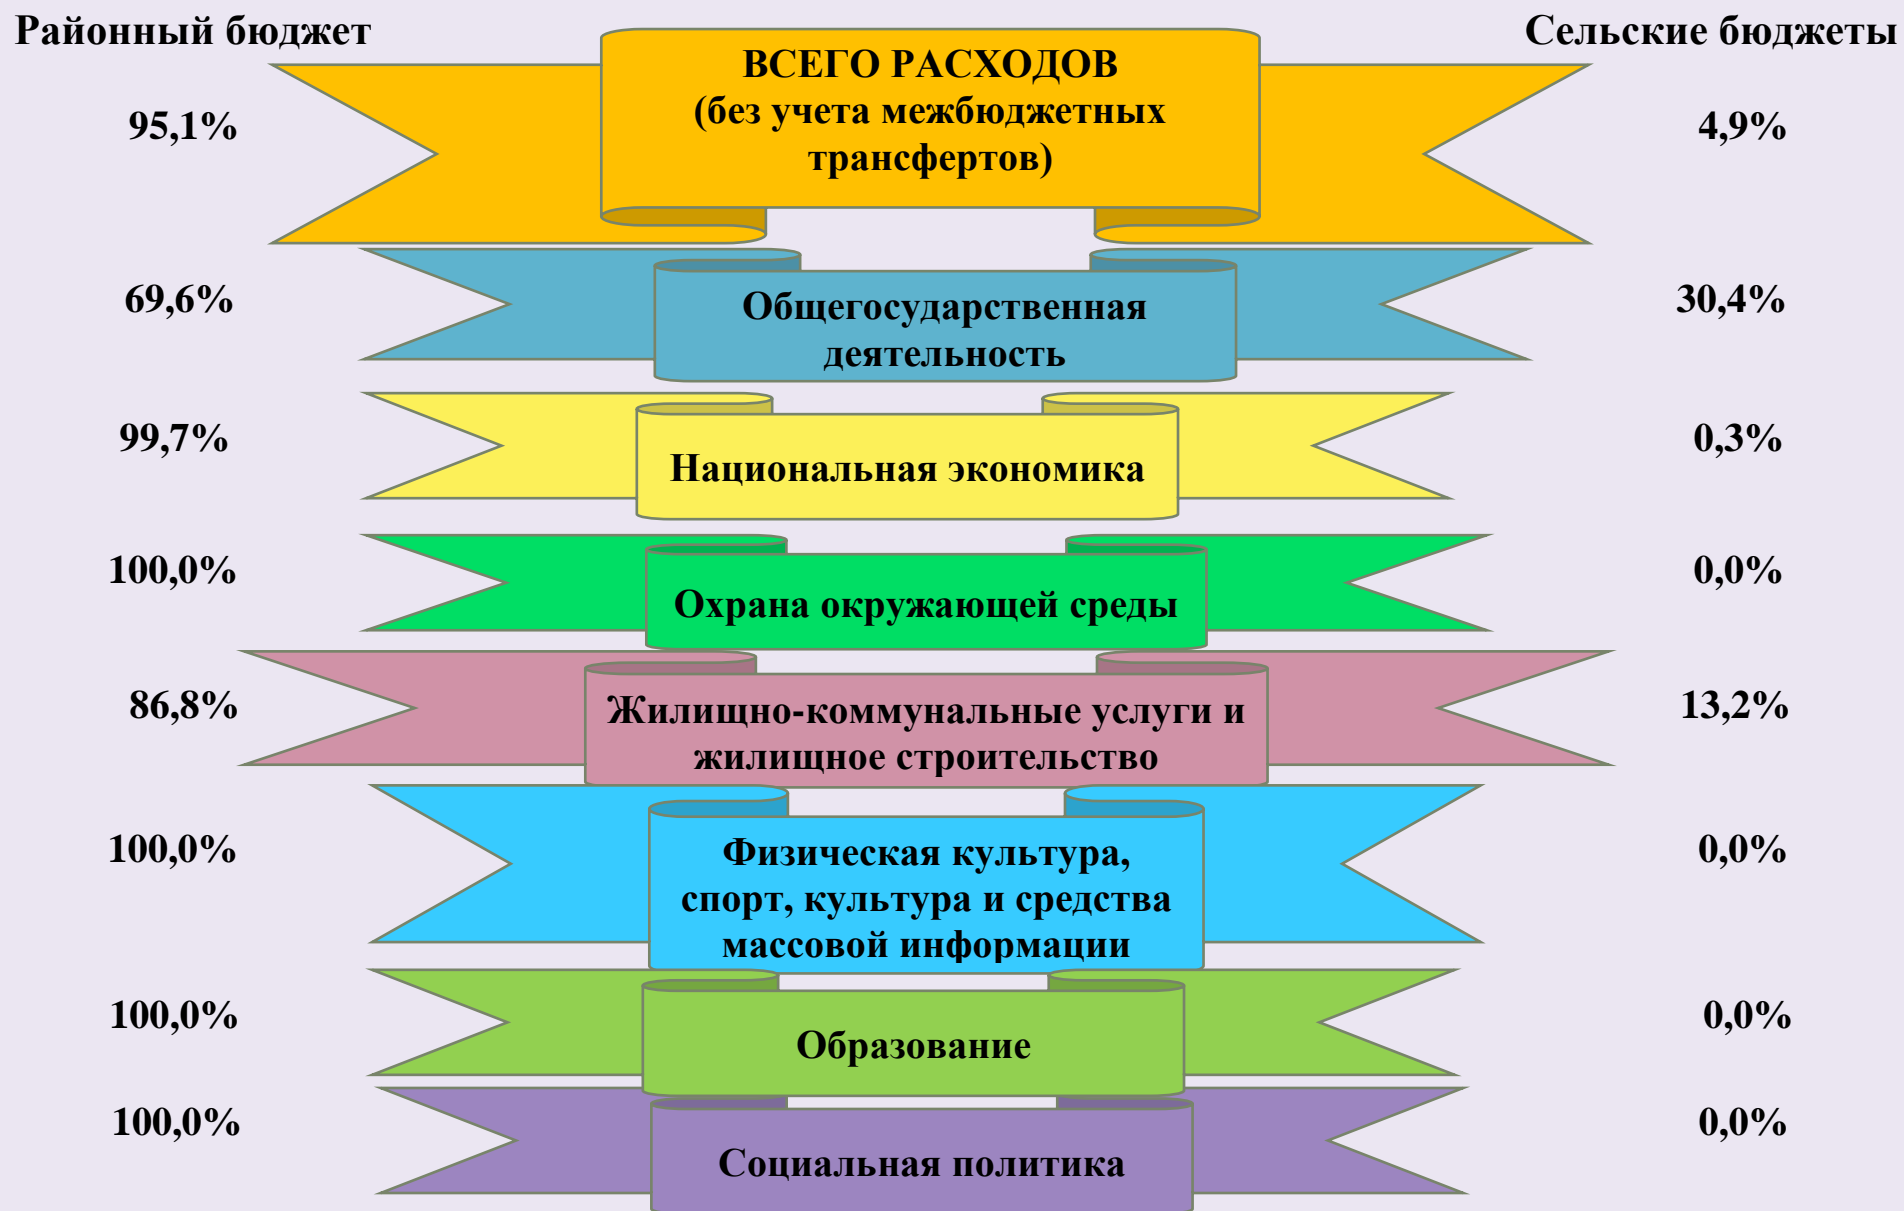 Районный бюджет
Сельские бюджеты
ВСЕГО РАСХОДОВ
(без учета межбюджетных
трансфертов)
95,1%
4,9%
69,6%
Общегосударственная
деятельность
30,4%
99,7%
Национальная экономика
0,3%
100,0%
Охрана окружающей среды
0,0%
86,8%
Жилищно-коммунальные услуги и
жилищное строительство
13,2%
100,0%
Физическая культура,
спорт, культура и средства
массовой информации
0,0%
100,0%
Образование
0,0%
100,0%
Социальная политика
0,0%